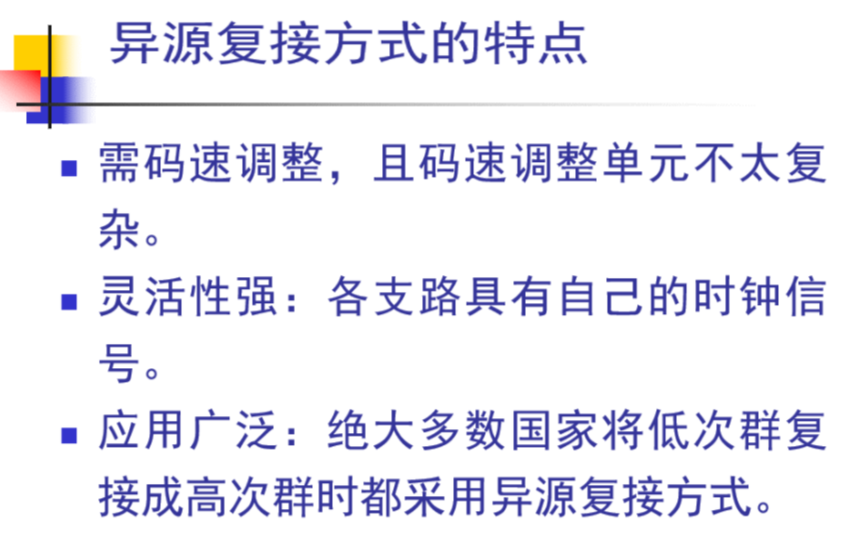 异源复接方式的特点
需码速调整，且码速调整单元不太复
杂。
灵活性强：各支路具有自己的时钟信
号。
应用广泛：绝大多数国家将低次群复
接成高次群时都采用异源复接方式。